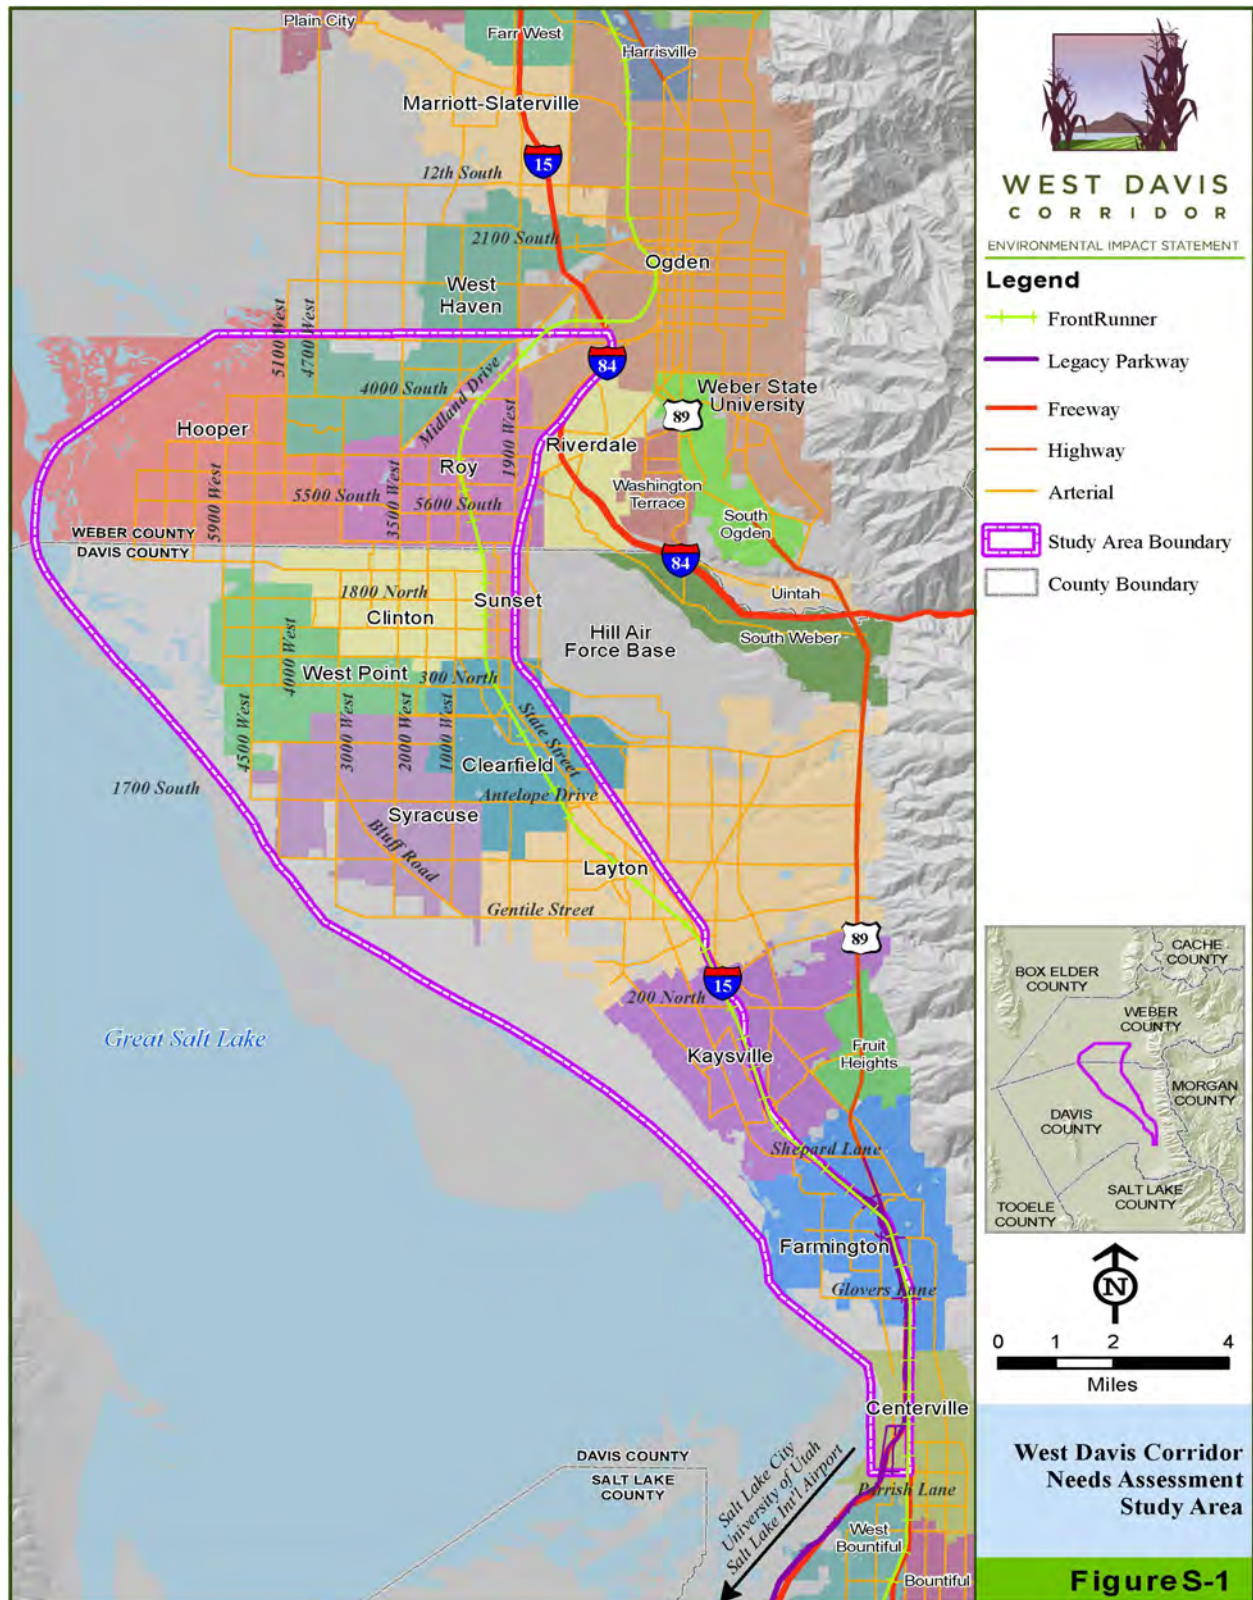 Plain City
Farr West
Harrisville
Marriott-Slaterville
15
12th South
2100 South
Ogden
West
Haven
5100 West
4700 West
84
4000 South
Midland Drive
Weber State
University
89
Hooper
1900 West
Riverdale
Roy
Washington
Terrace
5900 West
5500 South
3500 West
5600 South
South
Ogden
WEBER COUNTY
DAVIS COUNTY
84
1800 North
Sunset
Uintah
Clinton
Hill Air
Force Base
South Weber
4000 West
West Point
300 North
4500 West
3000 West
2000 West
1000 West
State Street
Clearfield
1700 South
Antelope Drive
Syracuse
Bluff Road
Layton
Gentile Street
89
15
200 North
Great Salt Lake
Kaysville
Fruit
Heights
Shepard Lane
Farmington
Glovers Lane
Centerville
DAVIS COUNTY
SALT LAKE
COUNTY
Salt Lake City
University of Utah
Salt Lake Int'l Airport
Parrish Lane
West
Bountiful
Bountiful
WEST DAVIS
CORRIDOR
ENVIRONMENTAL IMPACT STATEMENT
Legend
FrontRunner
Legacy Parkway
Freeway
Highway
Arterial
Study Area Boundary
County Boundary
CACHE
COUNTY
BOX ELDER
COUNTY
WEBER
COUNTY
MORGAN
COUNTY
DAVIS
COUNTY
SALT LAKE
COUNTY
TOOELE
COUNTY
N
0 1 2 4
Miles
West Davis Corridor
Needs Assessment
Study Area
Figure S-1